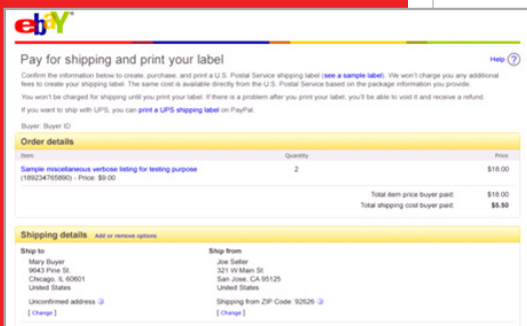 ebY
Pay for shipping and print your label
Help ?
Confirm the information below to create, purchase, and print a U.S. Postal Service shipping label (see a sample label). We won't charge you any additional
fees to create your shipping label. The same cost is available directly from the U.S. Postal Service based on the package information you provide.
You won't be charged for shipping until you print your label. If there is a problem after you print your label, you'll be able to void it and receive a refund.
If you want to ship with UPS, you can print a UPS shipping label on PayPal.
Buyer: Buyer ID
Order details
Item Quantity Price
Sample miscellaneous verbose listing for testing purpose 2 $18.00
(189234765890) - Price: $9.00
Total item price buyer paid: $18.00
Total shipping cost buyer paid: $5.50
Shipping details Add or remove options
Ship to Ship from
Mary Buyer Joe Seller
9643 Pine St 321 W Main St.
Chicago, IL 60601 San Jose, CA 95125
United States United States
Unconfirmed address Shipping from ZIP Code: 92626
[ Change ] [ Change ]